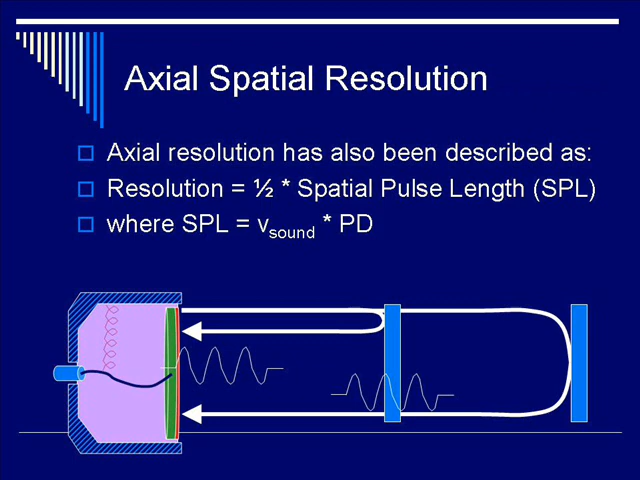 Axial Spatial Resolution
Axial resolution has also been described as:
Resolution = ½ * Spatial Pulse Length (SPL)
where SPL = vsound * PD